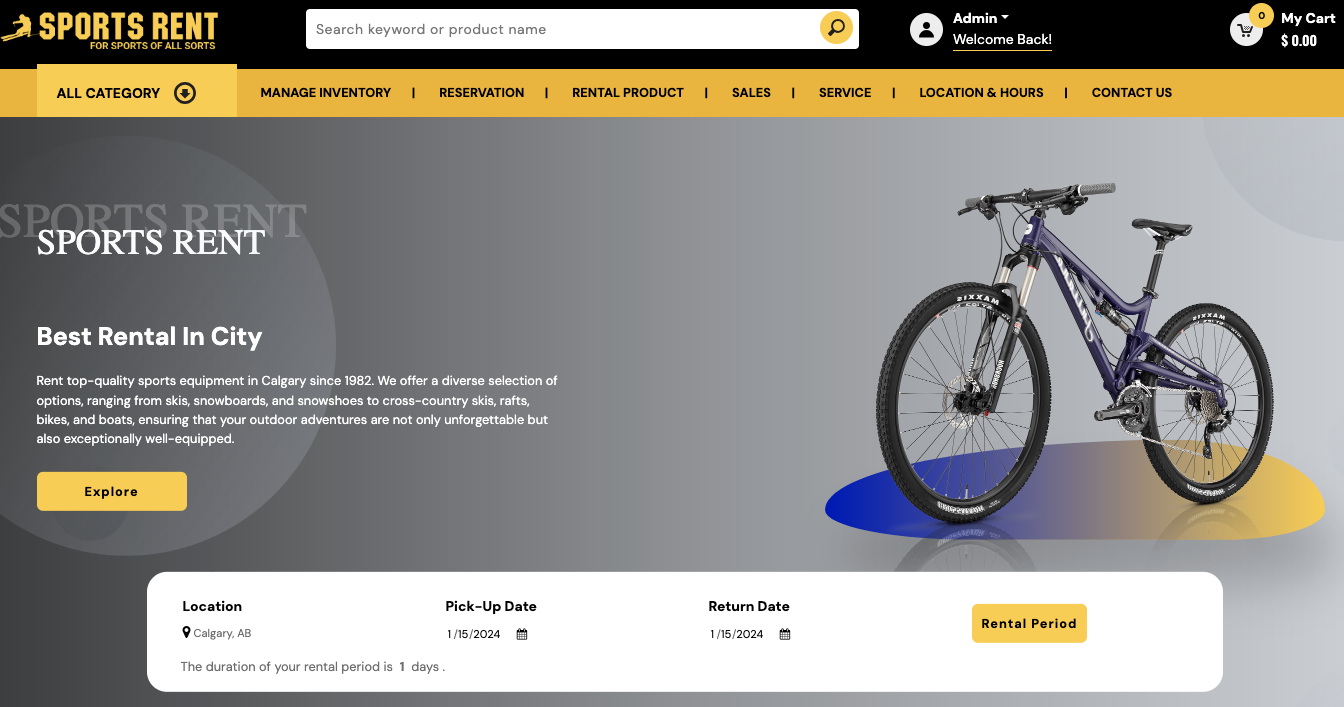 SPORTS RENT
FOR SPORTS OF ALL SORTS
Search keyword or product name
Admin
Welcome Back!
0
My Cart
$ 0.00
ALL CATEGORY
MANAGE INVENTORY | RESERVATION | RENTAL PRODUCT | SALES | SERVICE | LOCATION & HOURS | CONTACT US
SPORTS RENT
SPORTS RENT
Best Rental In City
Rent top-quality sports equipment in Calgary since 1982. We offer a diverse selection of
options, ranging from skis, snowboards, and snowshoes to cross-country skis, rafts,
bikes, and boats, ensuring that your outdoor adventures are not only unforgettable but
also exceptionally well-equipped.
Explore
MAXXIS
MAXXIS
Location
Pick-Up Date
Return Date
Calgary, AB
1/15/2024
1/15/2024
Rental Period
The duration of your rental period is 1 days .